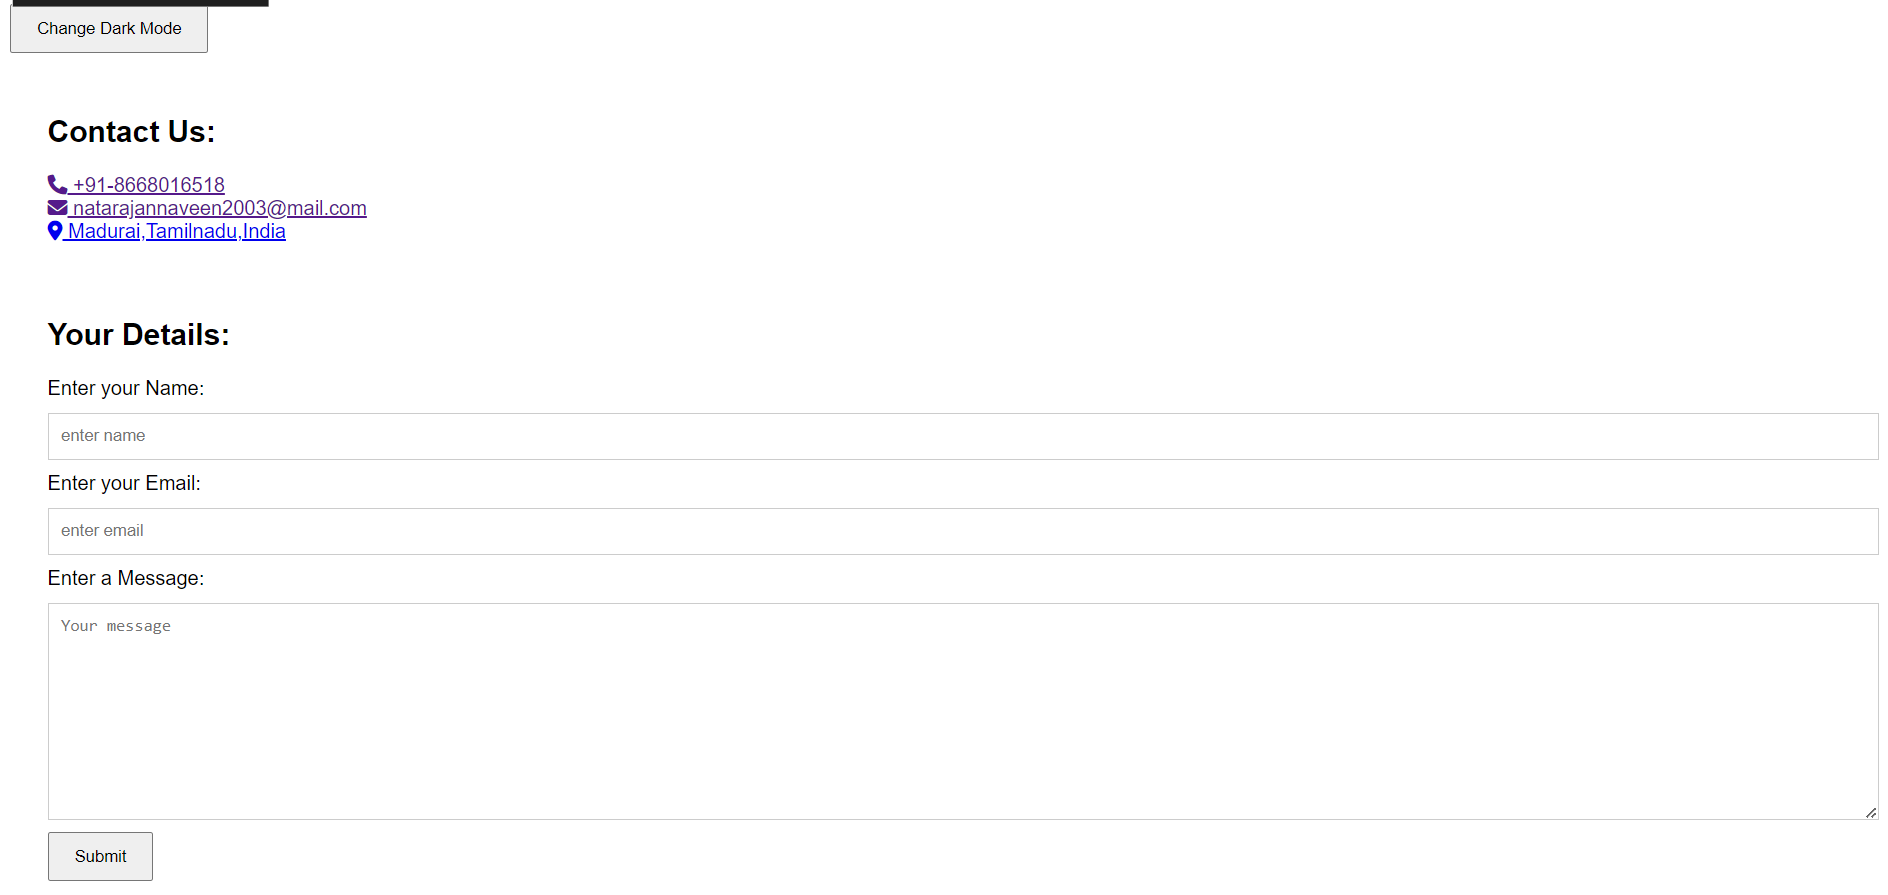 Change Dark Mode
Contact Us:
+91-8668016518
natarajannaveen2003@mail.com
Madurai,Tamilnadu,India
Your Details:
Enter your Name:
enter name
Enter your Email:
enter email
Enter a Message:
Your message
Submit